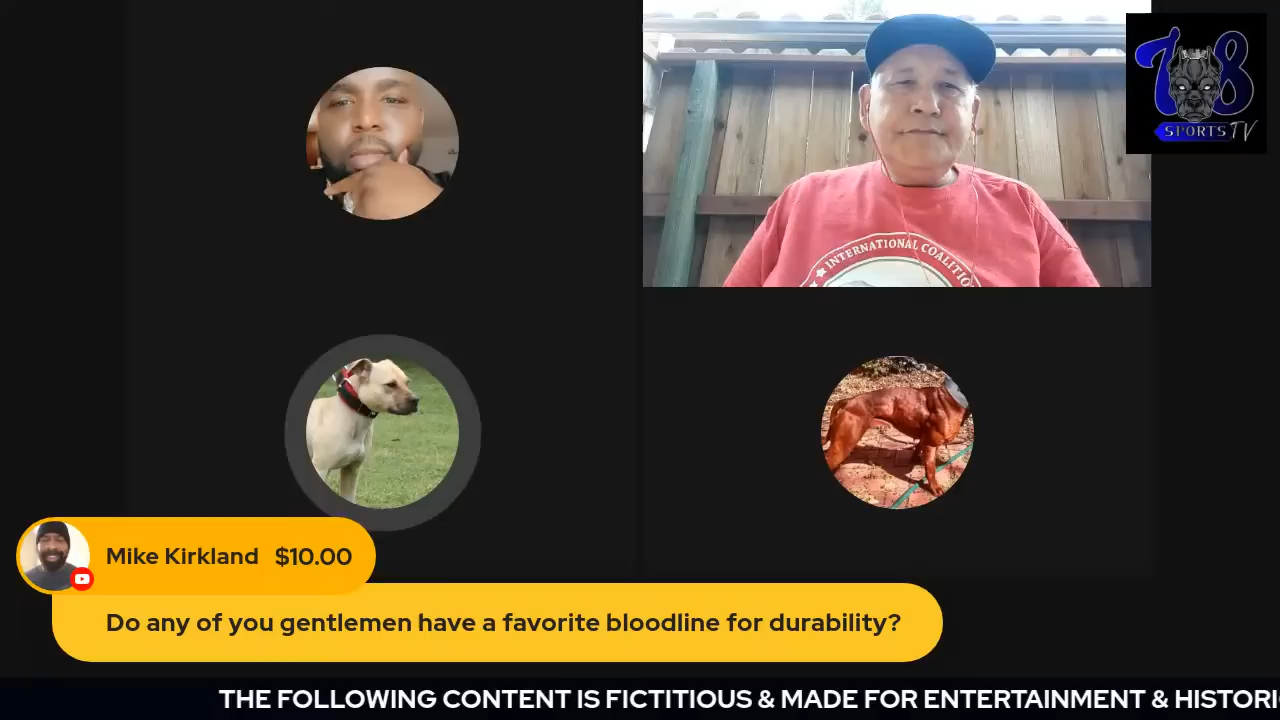 78
SPORTS TV
INTERNATIONAL COALITION
Mike Kirkland $10.00
Do any of you gentlemen have a favorite bloodline for durability?
THE FOLLOWING CONTENT IS FICTITIOUS & MADE FOR ENTERTAINMENT & HISTORI